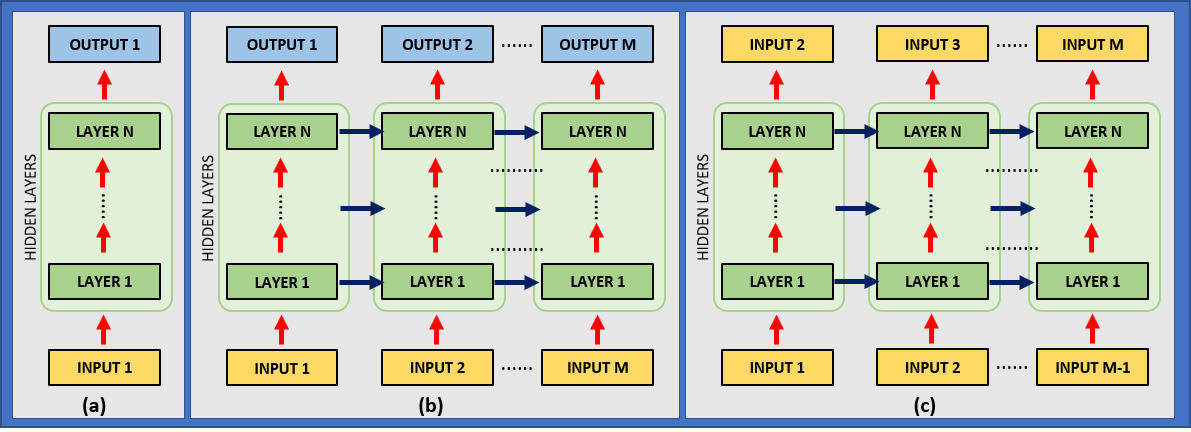 OUTPUT 1
LAYER N
HIDDEN LAYERS
LAYER 1
INPUT 1
(a)
OUTPUT 1 OUTPUT 2 ...... OUTPUT M
LAYER N LAYER N LAYER N
HIDDEN LAYERS
LAYER 1 LAYER 1 LAYER 1
INPUT 1 INPUT 2 ...... INPUT M
(b)
INPUT 2 INPUT 3 ...... INPUT M
LAYER N LAYER N LAYER N
HIDDEN LAYERS
LAYER 1 LAYER 1 LAYER 1
INPUT 1 INPUT 2 ...... INPUT M-1
(c)